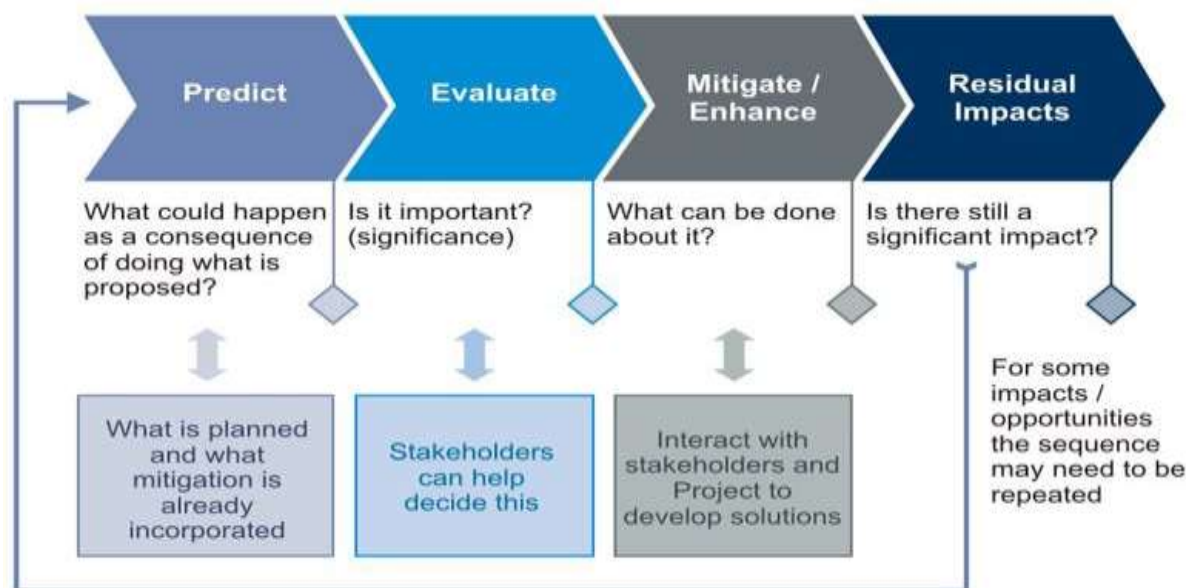 Predict
Evaluate
Mitigate /
Enhance
Residual
Impacts
What could happen
as a consequence
of doing what is
proposed?
Is it important?
(significance)
What can be done
about it?
Is there still a
significant impact?
What is planned
and what
mitigation is
already
incorporated
Stakeholders
can help
decide this
Interact with
stakeholders and
Project to
develop solutions
For some
impacts /
opportunities
the sequence
may need to be
repeated